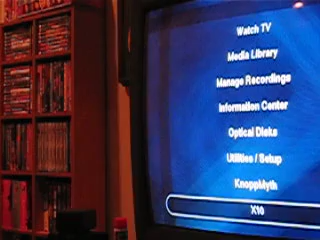 Watch TV
Media Library
Manage Recordings
Information Center
Optical Disks
Utilities / Setup
KnoppMyth
X10